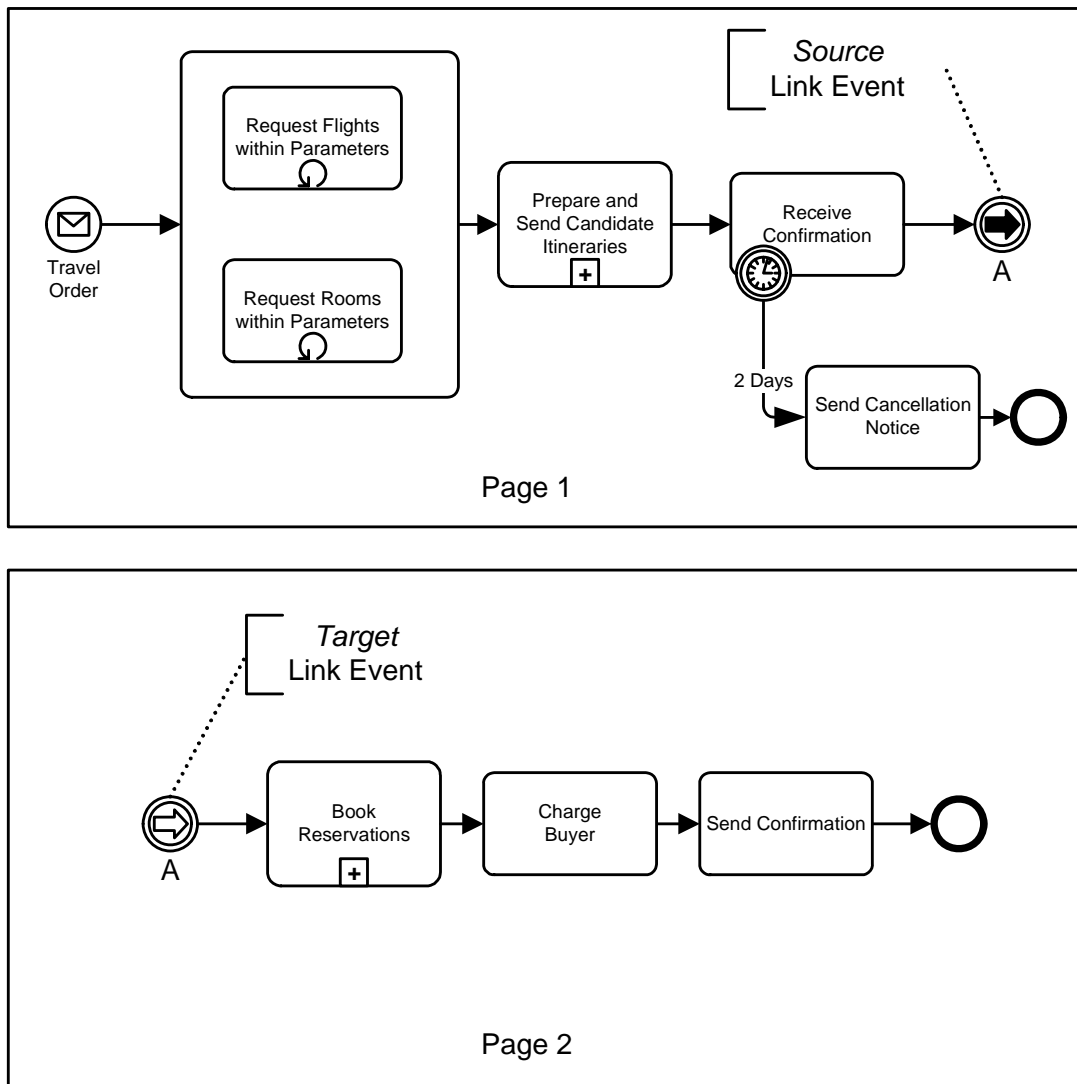 Source
Link Event
Request Flights
within Parameters
Prepare and
Send Candidate
Itineraries
Receive
Confirmation
Travel
Order
A
Request Rooms
within Parameters
2 Days
Send Cancellation
Notice
Page 1
Target
Link Event
Book
Reservations
Charge
Buyer
Send Confirmation
A
Page 2